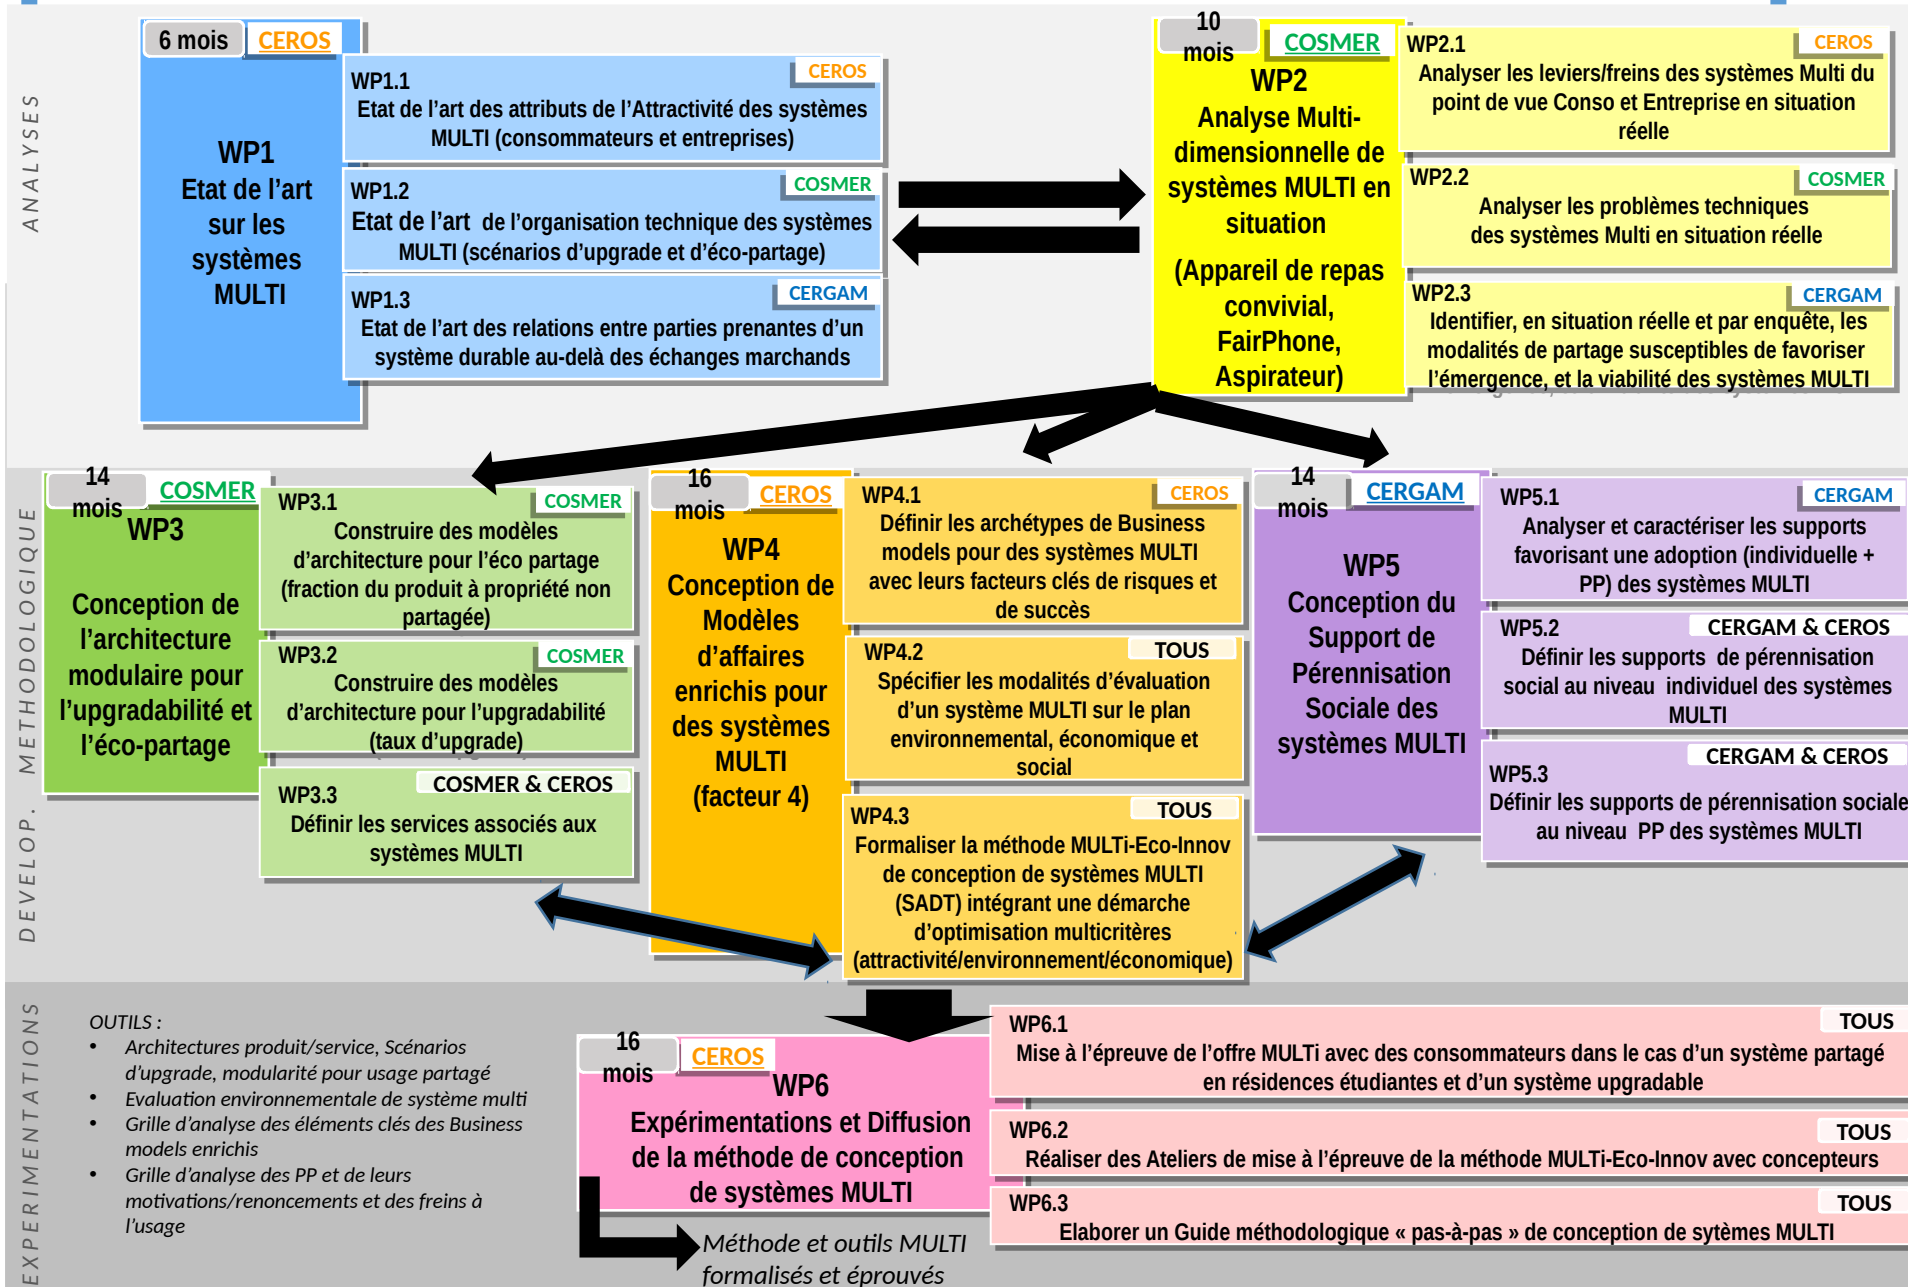 ANALYSES
6 mois
CEROS
WP1
Etat de l’art
sur les
systèmes
MULTI
WP1.1
CEROS
Etat de l’art des attributs de l’Attractivité des systèmes
MULTI (consommateurs et entreprises)
WP1.2
COSMER
Etat de l’art de l’organisation technique des systèmes
MULTI (scénarios d’upgrade et d’éco-partage)
WP1.3
CERGAM
Etat de l’art des relations entre parties prenantes d’un
système durable au-delà des échanges marchands
10
mois
COSMER
WP2
Analyse Multi-
dimensionnelle de
systèmes MULTI en
situation
(Appareil de repas
convivial,
FairPhone,
Aspirateur)
WP2.1
CEROS
Analyser les leviers/freins des systèmes Multi du
point de vue Conso et Entreprise en situation
réelle
WP2.2
COSMER
Analyser les problèmes techniques
des systèmes Multi en situation réelle
WP2.3
CERGAM
Identifier, en situation réelle et par enquête, les
modalités de partage susceptibles de favoriser
l’émergence, et la viabilité des systèmes MULTI
DEVELOP. METHODOLOGIQUE
14
mois
COSMER
WP3
Conception de
l’architecture
modulaire pour
l’upgradabilité et
l’éco-partage
WP3.1
COSMER
Construire des modèles
d’architecture pour l’éco partage
(fraction du produit à propriété non
partagée)
WP3.2
COSMER
Construire des modèles
d’architecture pour l’upgradabilité
(taux d’upgrade)
COSMER & CEROS
WP3.3
Définir les services associés aux
systèmes MULTI
16
mois
CEROS
WP4
Conception de
Modèles
d’affaires
enrichis pour
des systèmes
MULTI
(facteur 4)
WP4.1
CEROS
Définir les archétypes de Business
models pour des systèmes MULTI
avec leurs facteurs clés de risques et
de succès
WP4.2
TOUS
Spécifier les modalités d’évaluation
d’un système MULTI sur le plan
environnemental, économique et
social
WP4.3
TOUS
Formaliser la méthode MULTi-Eco-Innov
de conception de systèmes MULTI
(SADT) intégrant une démarche
d’optimisation multicritères
(attractivité/environnement/économique)
14
mois
CERGAM
WP5
Conception du
Support de
Pérennisation
Sociale des
systèmes MULTI
WP5.1
CERGAM
Analyser et caractériser les supports
favorisant une adoption (individuelle +
PP) des systèmes MULTI
WP5.2
CERGAM & CEROS
Définir les supports de pérennisation
social au niveau individuel des systèmes
MULTI
CERGAM & CEROS
WP5.3
Définir les supports de pérennisation sociale
au niveau PP des systèmes MULTI
EXPERIMENTATIONS
OUTILS :
• Architectures produit/service, Scénarios
d’upgrade, modularité pour usage partagé
• Evaluation environnementale de système multi
• Grille d’analyse des éléments clés des Business
models enrichis
• Grille d’analyse des PP et de leurs
motivations/renoncements et des freins à
l’usage
16
mois
CEROS
WP6
Expérimentations et Diffusion
de la méthode de conception
de systèmes MULTI
Méthode et outils MULTI
formalisés et éprouvés
WP6.1
TOUS
Mise à l’épreuve de l’offre MULTi avec des consommateurs dans le cas d’un système partagé
en résidences étudiantes et d’un système upgradable
WP6.2
TOUS
Réaliser des Ateliers de mise à l’épreuve de la méthode MULTi-Eco-Innov avec concepteurs
WP6.3
TOUS
Elaborer un Guide méthodologique « pas-à-pas » de conception de sytèmes MULTI